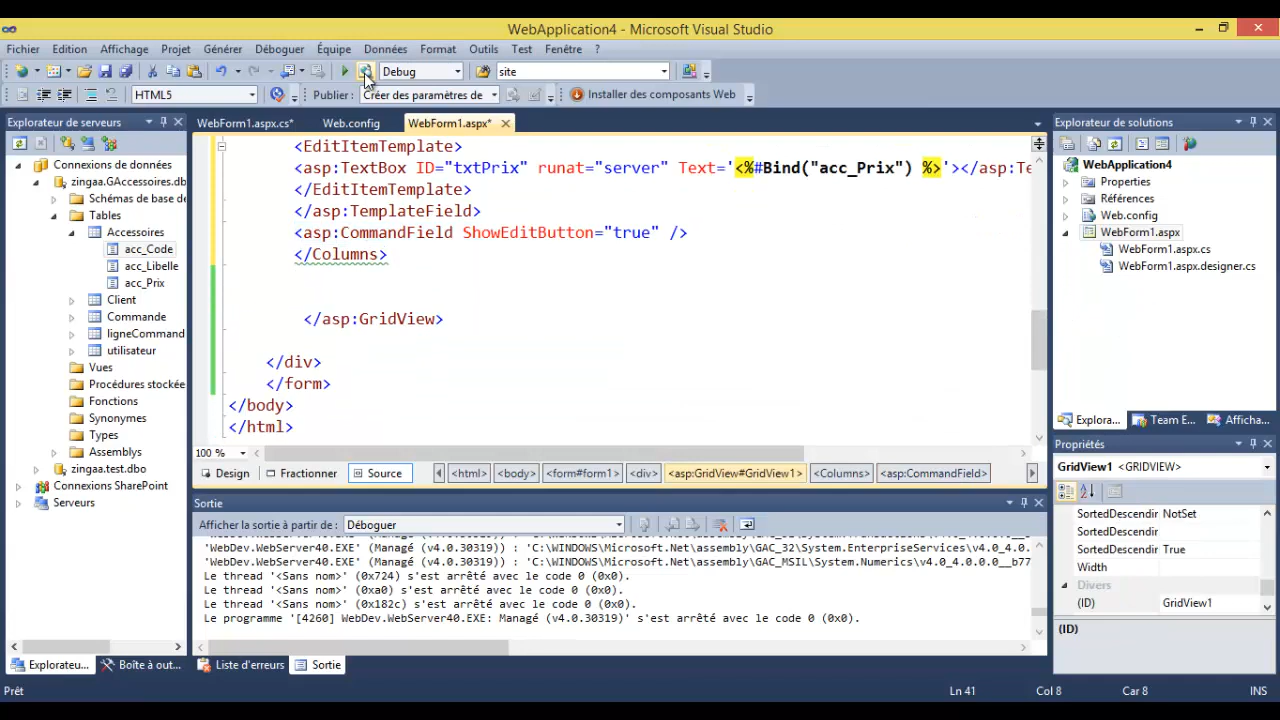 WebApplication4 - Microsoft Visual Studio
Fichier Edition Affichage Projet Générer Déboguer Équipe Données Format Outils Test Fenêtre ?
Debug site
HTML5 Publier : Créer des paramètres de Installer des composants Web
Explorateur de serveurs
Connexions de données
zingaa.GAccessoires.db
Schémas de base de
Tables
Accessoires
acc_Code
acc_Libelle
acc_Prix
Client
Commande
ligneCommand
utilisateur
Vues
Procédures stockée
Fonctions
Synonymes
Types
Assemblys
zingaa.test.dbo
Connexions SharePoint
Serveurs
Explorateu... Boîte à out...
WebForm1.aspx.cs* Web.config WebForm1.aspx*
<EditItemTemplate>
<asp:TextBox ID="txtPrix" runat="server" Text='<%#Bind("acc_Prix") %>'></asp:Te
</EditItemTemplate>
</asp:TemplateField>
<asp:CommandField ShowEditButton="true" />
</Columns>
</asp:GridView>
</div>
</form>
</body>
</html>
100 %
Design Fractionner Source <html> <body> <form#form1> <div> <asp:GridView#GridView1> <Columns> <asp:CommandField>
Sortie
Afficher la sortie à partir de : Déboguer
'WebDev.WebServer40.EXE' (Managé (v4.0.30319)) : 'C:\WINDOWS\Microsoft.Net\assembly\GAC_32\System.EnterpriseServices\v4.0_4.0.
'WebDev.WebServer40.EXE' (Managé (v4.0.30319)) : 'C:\WINDOWS\Microsoft.Net\assembly\GAC_MSIL\System.Numerics\v4.0_4.0.0.0__b77
Le thread '<Sans nom>' (0x724) s'est arrêté avec le code 0 (0x0).
Le thread '<Sans nom>' (0xa0) s'est arrêté avec le code 0 (0x0).
Le thread '<Sans nom>' (0x182c) s'est arrêté avec le code 0 (0x0).
Le programme '[4260] WebDev.WebServer40.EXE: Managé (v4.0.30319)' s'est arrêté avec le code 0 (0x0).
Liste d'erreurs Sortie
Explorateur de solutions
WebApplication4
Properties
Références
Web.config
WebForm1.aspx
WebForm1.aspx.cs
WebForm1.aspx.designer.cs
Explora... Team E... Afficha...
Propriétés
GridView1 <GRIDVIEW>
SortedDescendir NotSet
SortedDescendir
SortedDescendir True
Width
Divers
(ID) GridView1
(ID)
Prêt Ln 41 Col 8 Car 8 INS